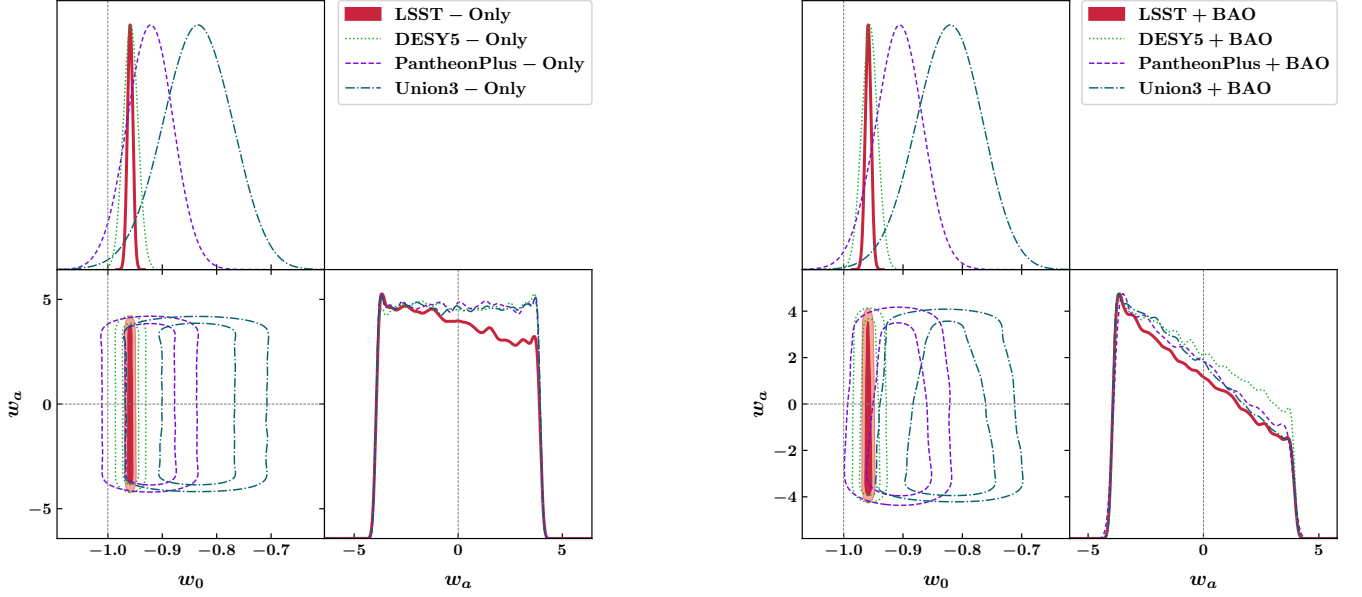 LSST − Only
DESY5 − Only
PantheonPlus − Only
Union3 − Only
5
0
−5
w_a
−1.0 −0.9 −0.8 −0.7
w_0
−5 0 5
w_a
LSST + BAO
DESY5 + BAO
PantheonPlus + BAO
Union3 + BAO
4
2
0
−2
−4
w_a
−1.0 −0.9 −0.8 −0.7
w_0
−5 0 5
w_a